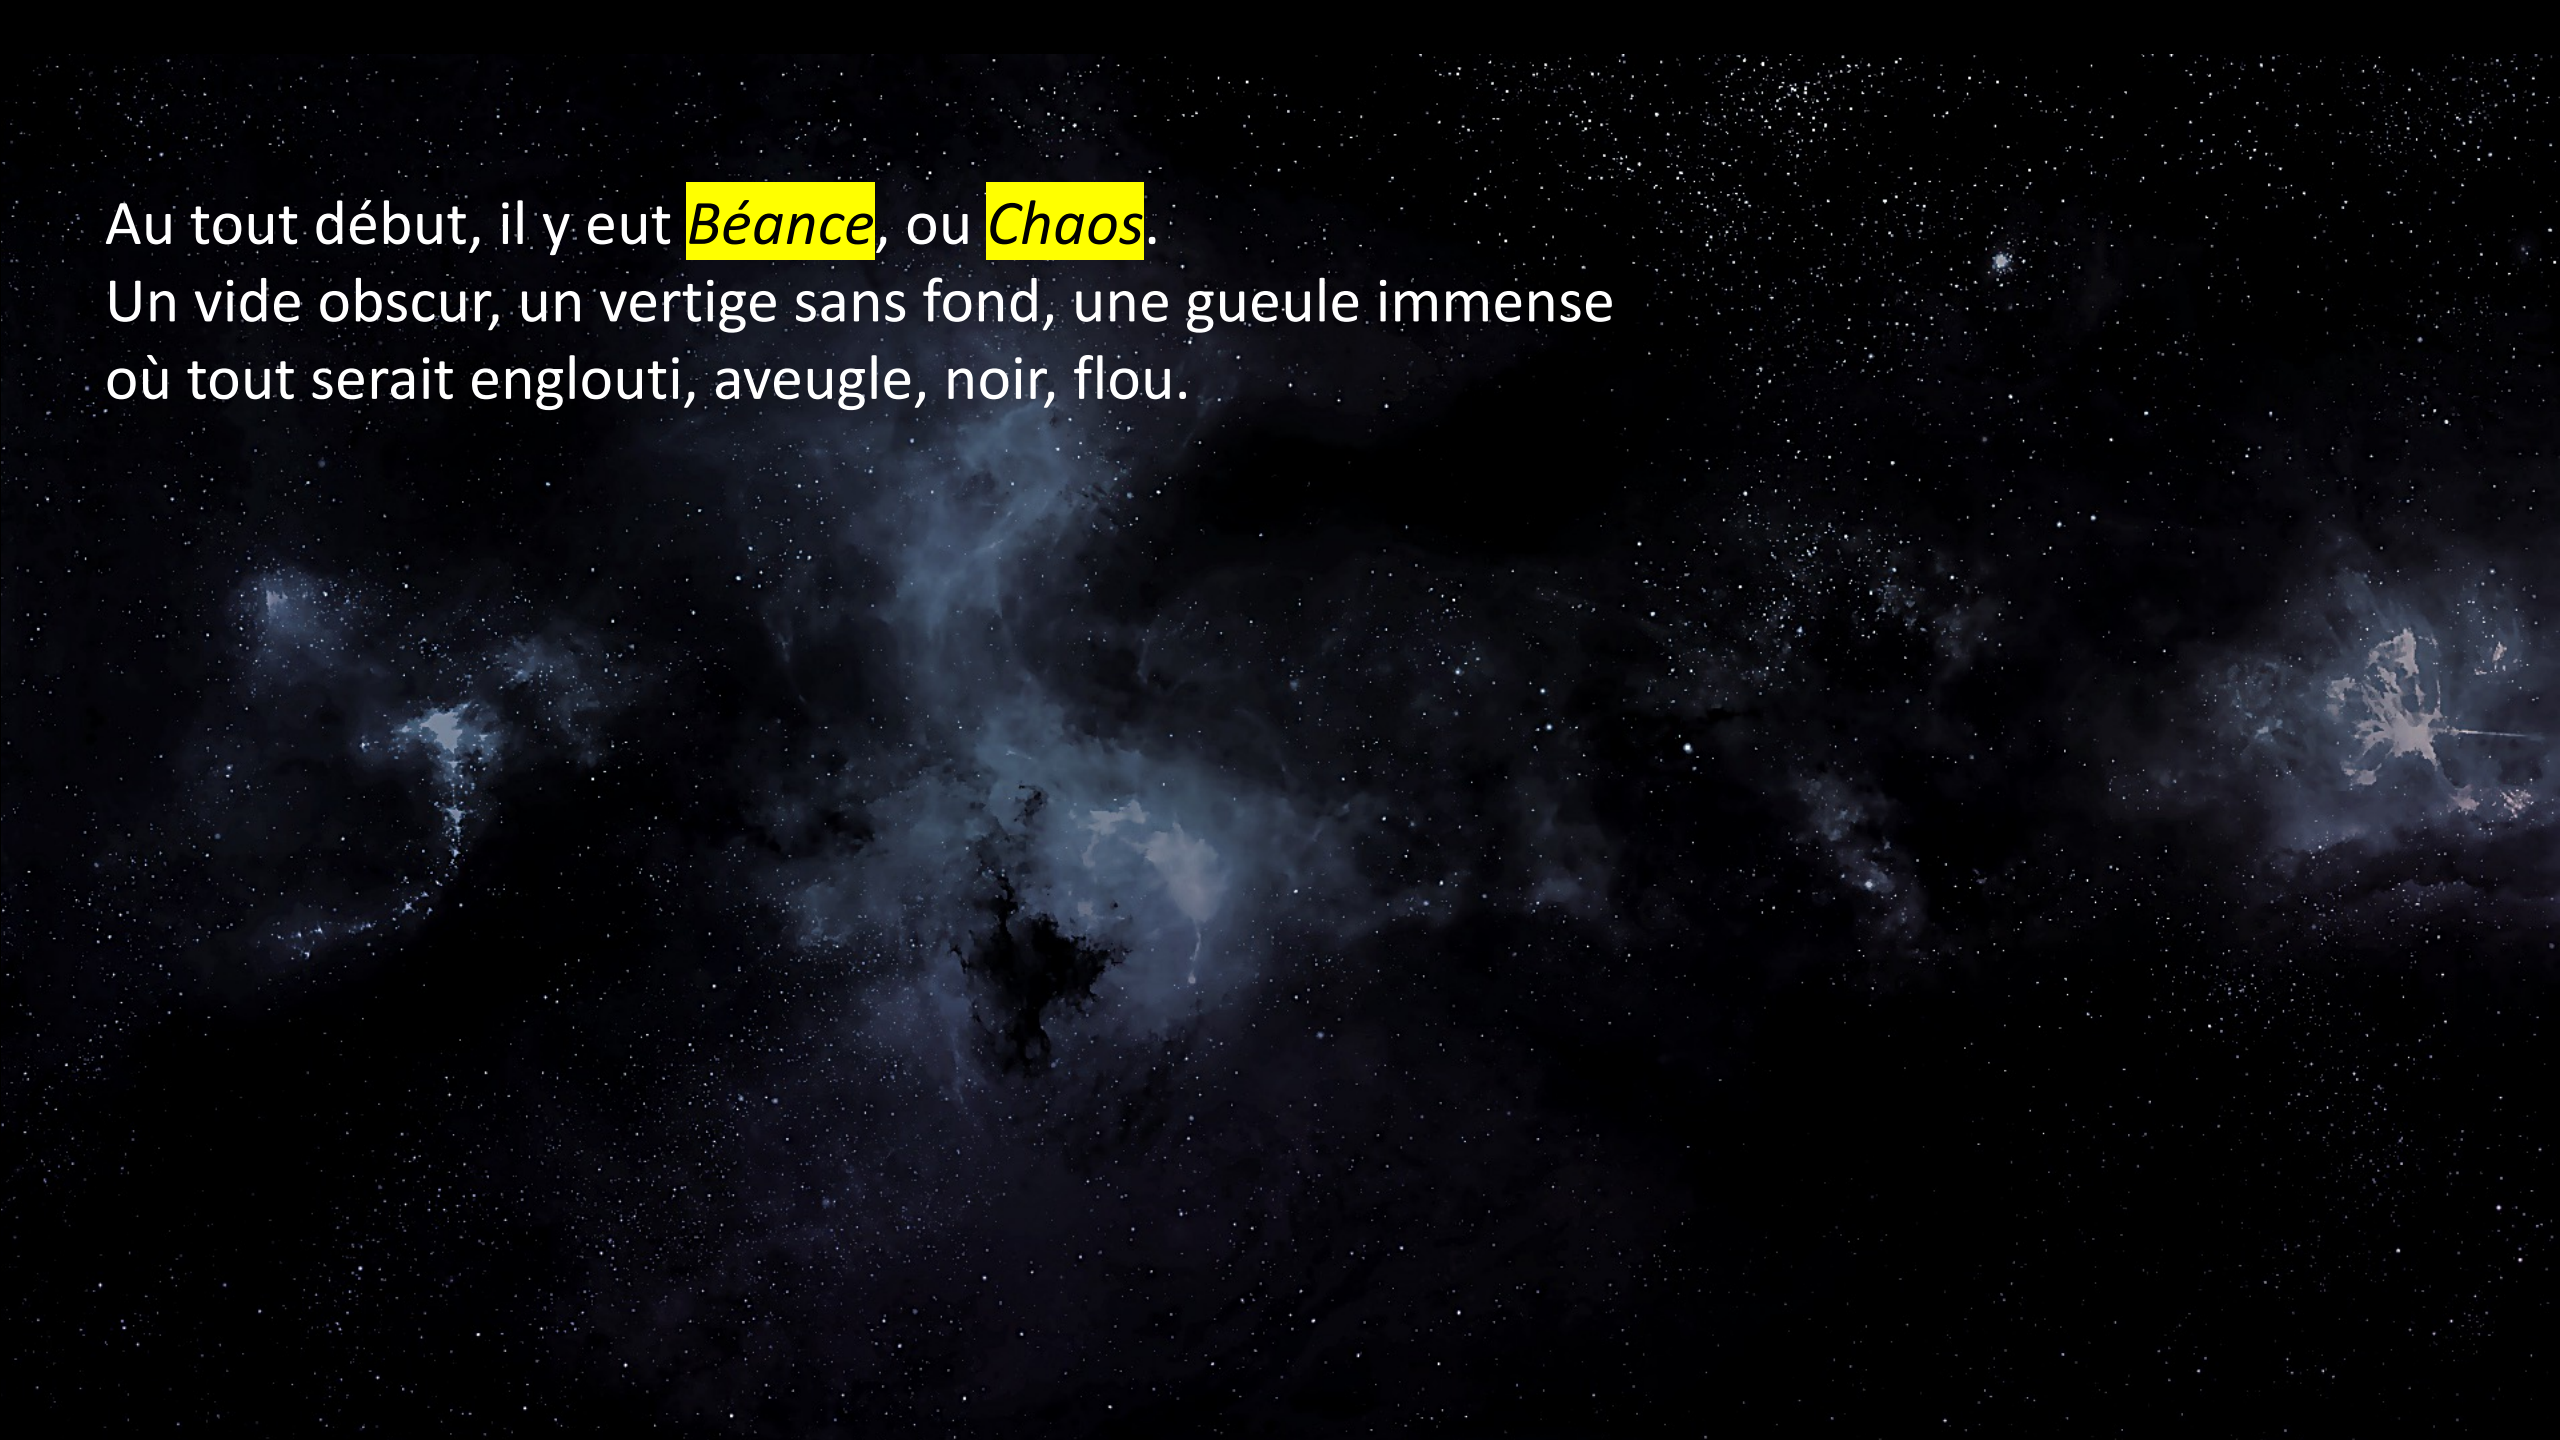 Au tout début, il y eut Béance, ou Chaos.
Un vide obscur, un vertige sans fond, une gueule immense
où tout serait englouti, aveugle, noir, flou.